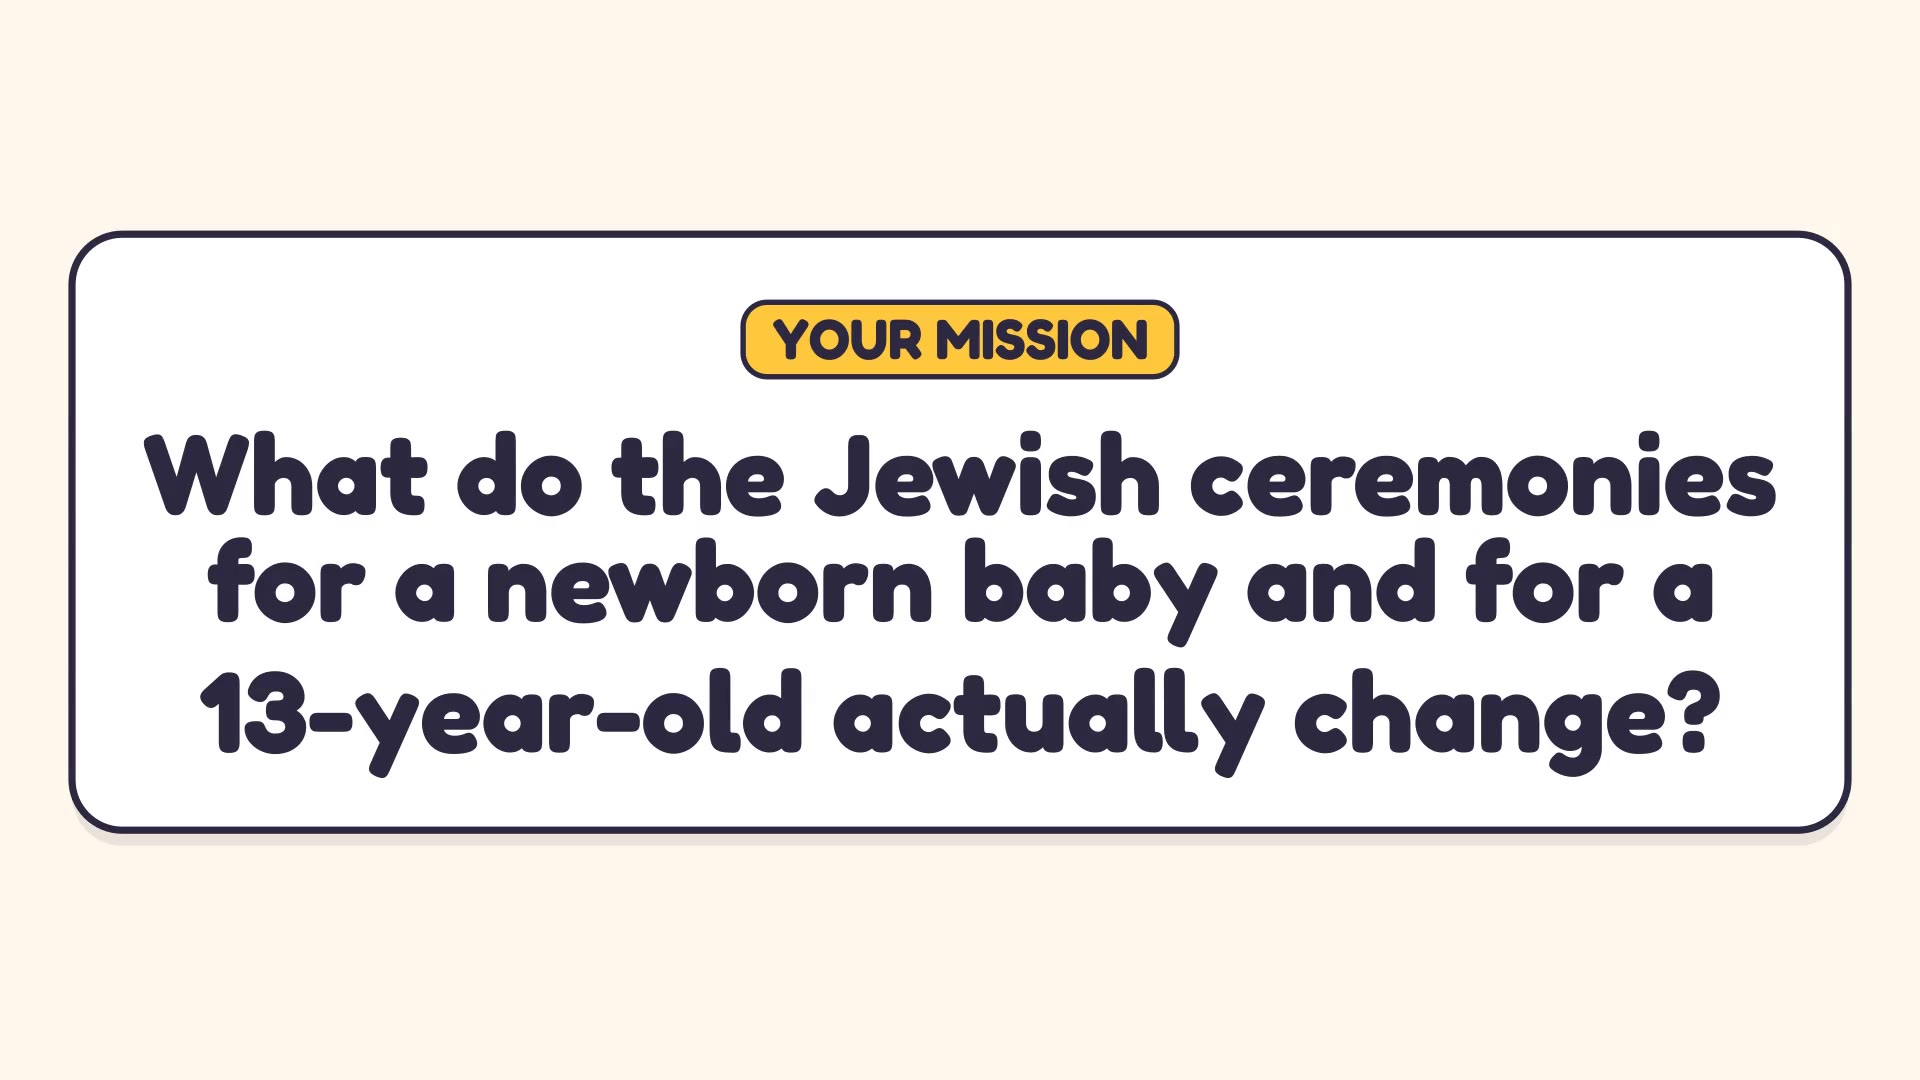 YOUR MISSION
What do the Jewish ceremonies
for a newborn baby and for a
13-year-old actually change?